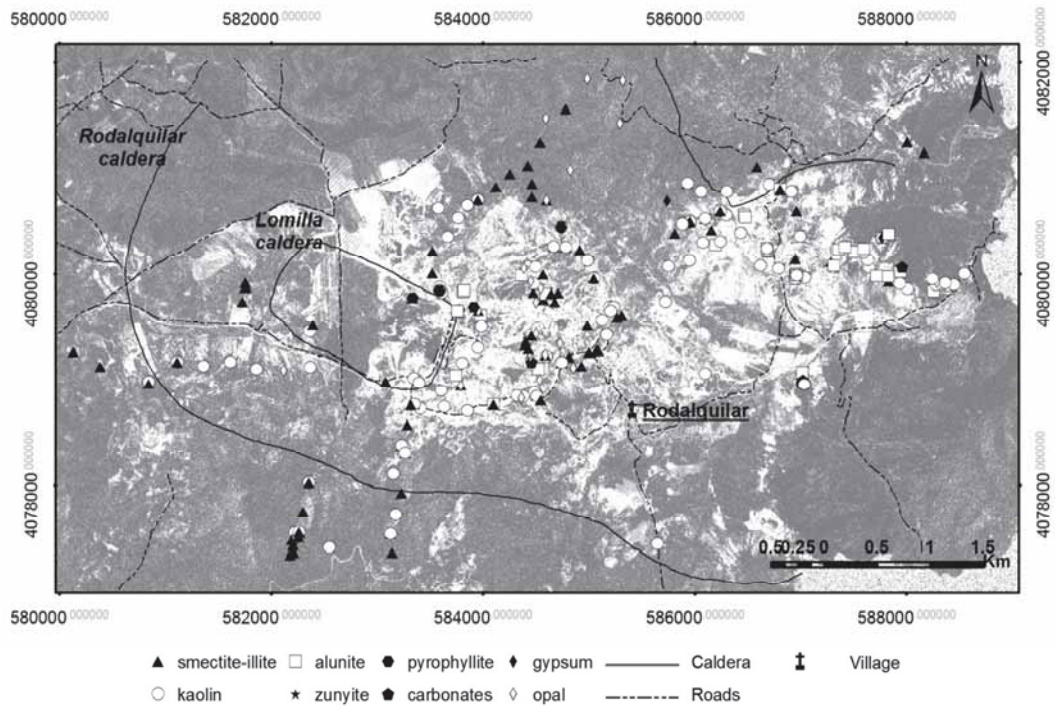 580000 000000 582000 000000 584000 000000 586000 000000 588000 000000
4082000 000000
N
Rodalquilar
caldera
Lomilla
caldera
4080000 000000
4080000 000000
Rodalquilar
4078000 000000
4078000 000000
0.5 0.25 0 0.5 1 1.5
Km
580000 000000 582000 000000 584000 000000 586000 000000 588000 000000
smectite-illite alunite pyrophyllite gypsum Caldera Village
kaolin zunyite carbonates opal Roads